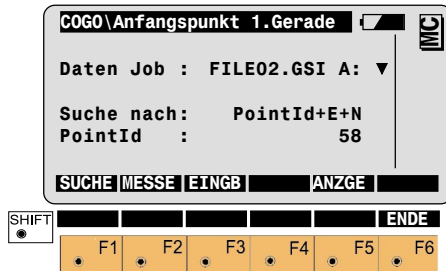 COGO\Anfangspunkt 1.Gerade MC
Daten Job : FILE02.GSI A: ▼
Suche nach: PointId+E+N
PointId : 58
SUCHE MESSE EINGB ANZGE
SHIFT ENDE
F1 F2 F3 F4 F5 F6